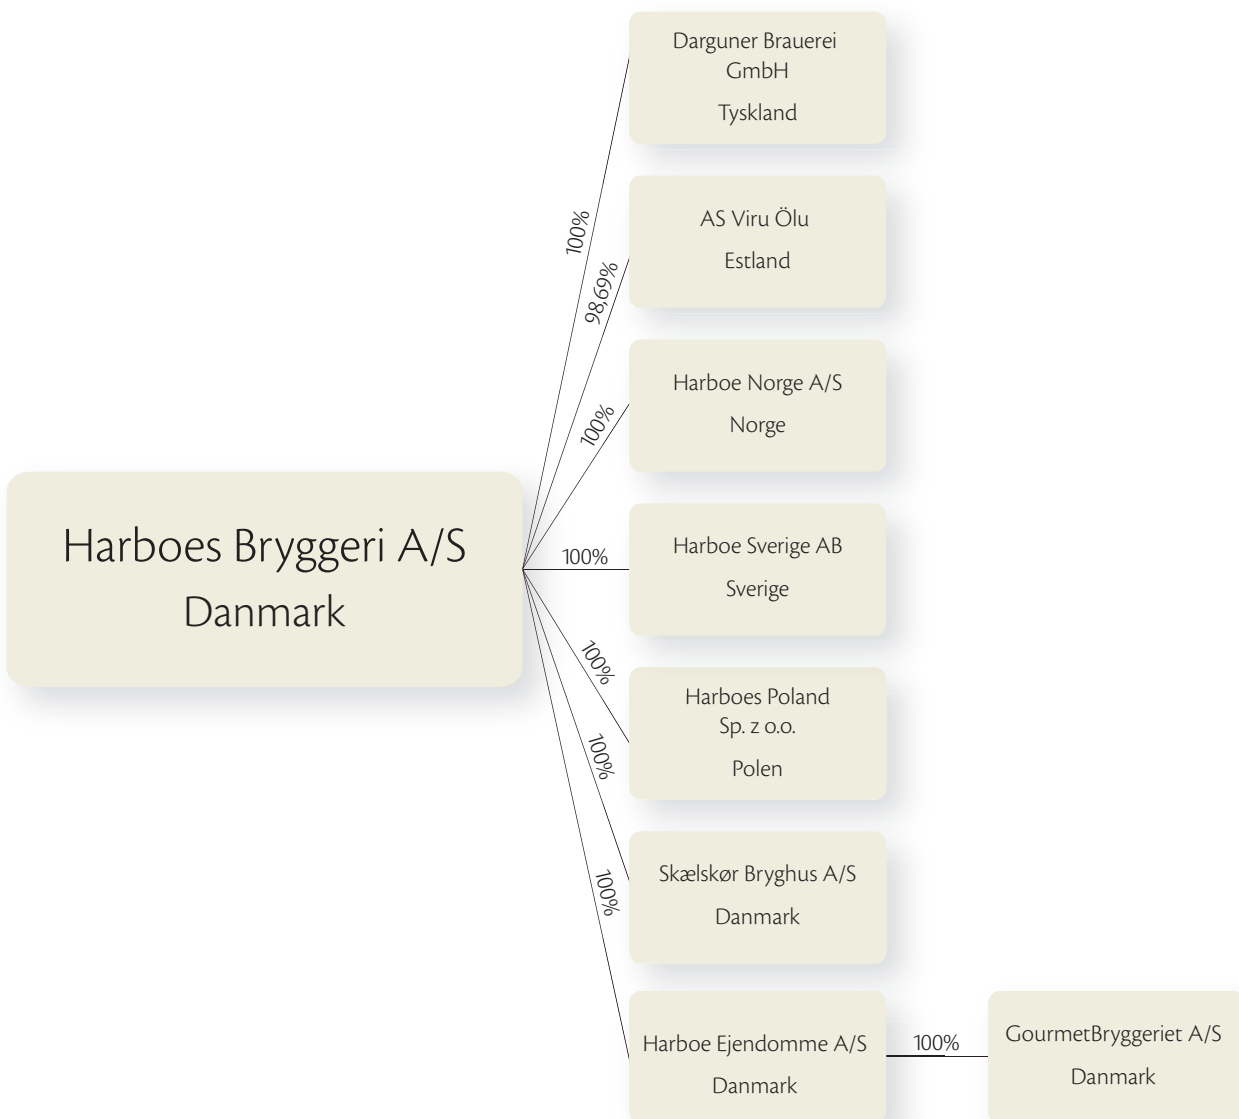 Darguner Brauerei
GmbH
Tyskland
100%
AS Viru Ölu
Estland
98,69%
Harboe Norge A/S
Norge
100%
Harboes Bryggeri A/S
Danmark
Harboe Sverige AB
Sverige
100%
Harboes Poland
Sp. z o.o.
Polen
100%
Skælskør Bryghus A/S
Danmark
100%
Harboe Ejendomme A/S
Danmark
100%
100%
GourmetBryggeriet A/S
Danmark